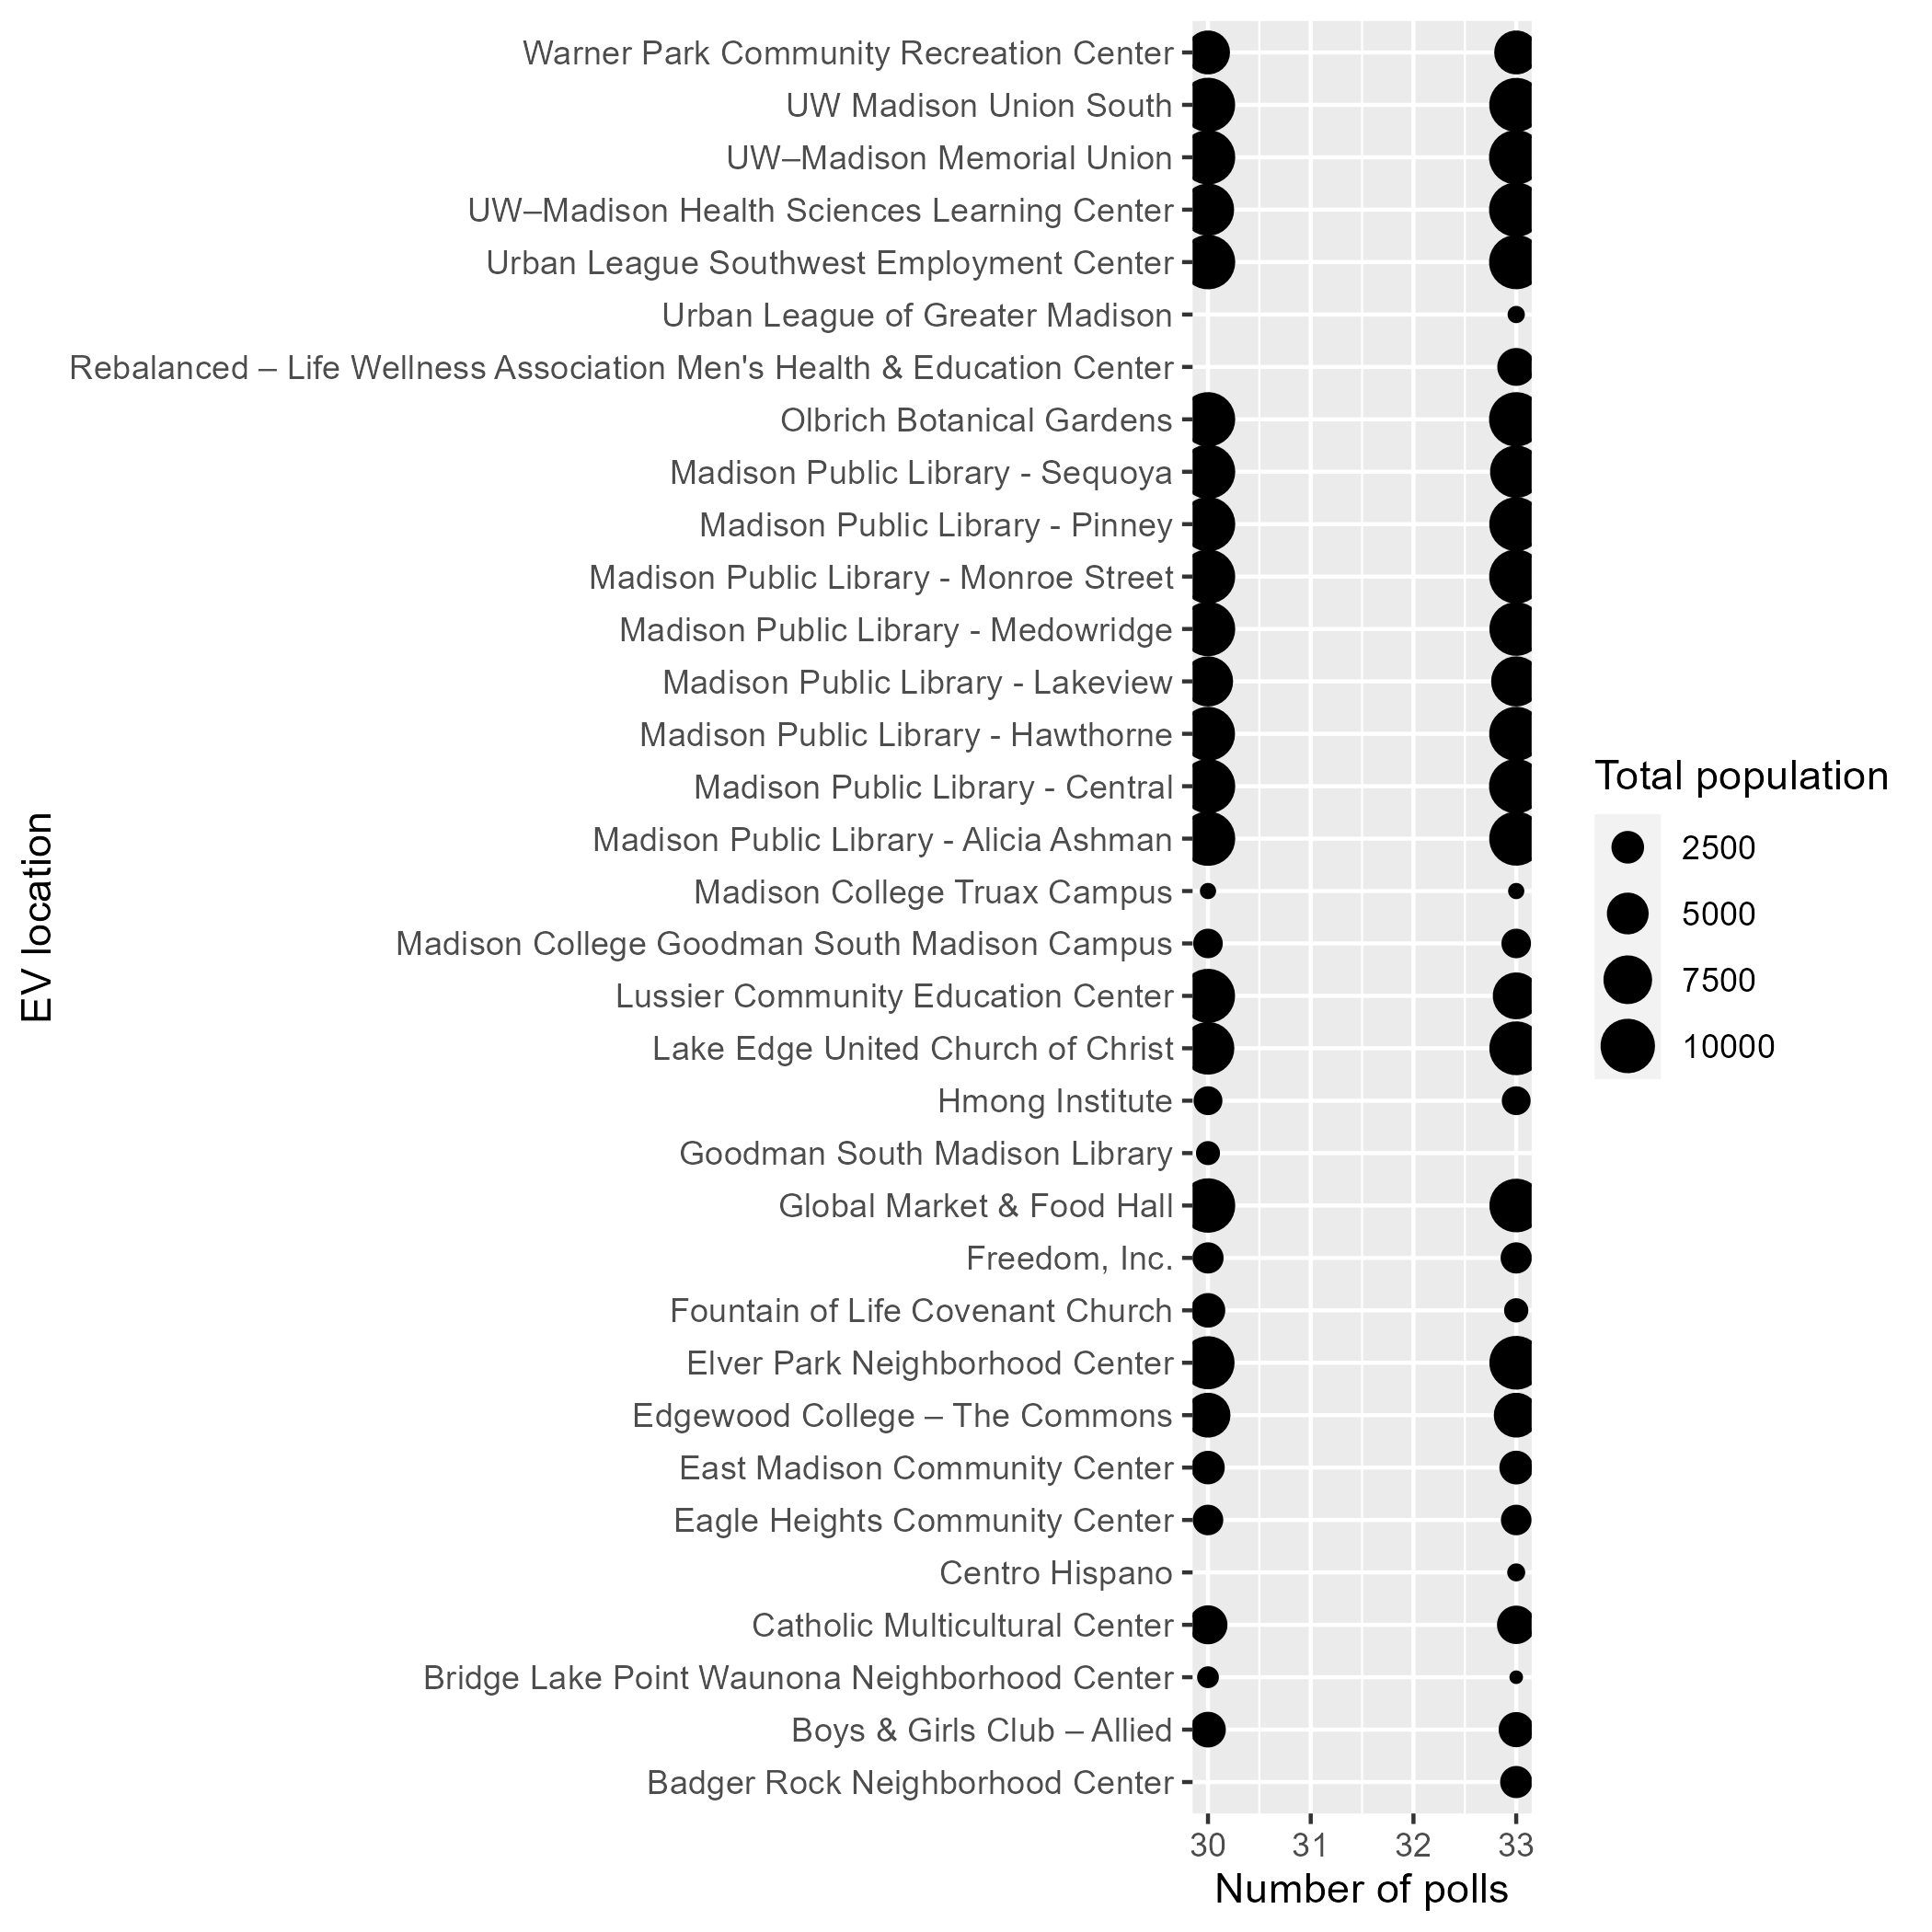 Warner Park Community Recreation Center
UW Madison Union South
UW–Madison Memorial Union
UW–Madison Health Sciences Learning Center
Urban League Southwest Employment Center
Urban League of Greater Madison
Rebalanced – Life Wellness Association Men's Health & Education Center
Olbrich Botanical Gardens
Madison Public Library - Sequoya
Madison Public Library - Pinney
Madison Public Library - Monroe Street
Madison Public Library - Medowridge
Madison Public Library - Lakeview
Madison Public Library - Hawthorne
Madison Public Library - Central
Madison Public Library - Alicia Ashman
Madison College Truax Campus
Madison College Goodman South Madison Campus
Lussier Community Education Center
Lake Edge United Church of Christ
Hmong Institute
Goodman South Madison Library
Global Market & Food Hall
Freedom, Inc.
Fountain of Life Covenant Church
Elver Park Neighborhood Center
Edgewood College – The Commons
East Madison Community Center
Eagle Heights Community Center
Centro Hispano
Catholic Multicultural Center
Bridge Lake Point Waunona Neighborhood Center
Boys & Girls Club – Allied
Badger Rock Neighborhood Center
EV location
30 31 32 33
Number of polls
Total population
2500
5000
7500
10000